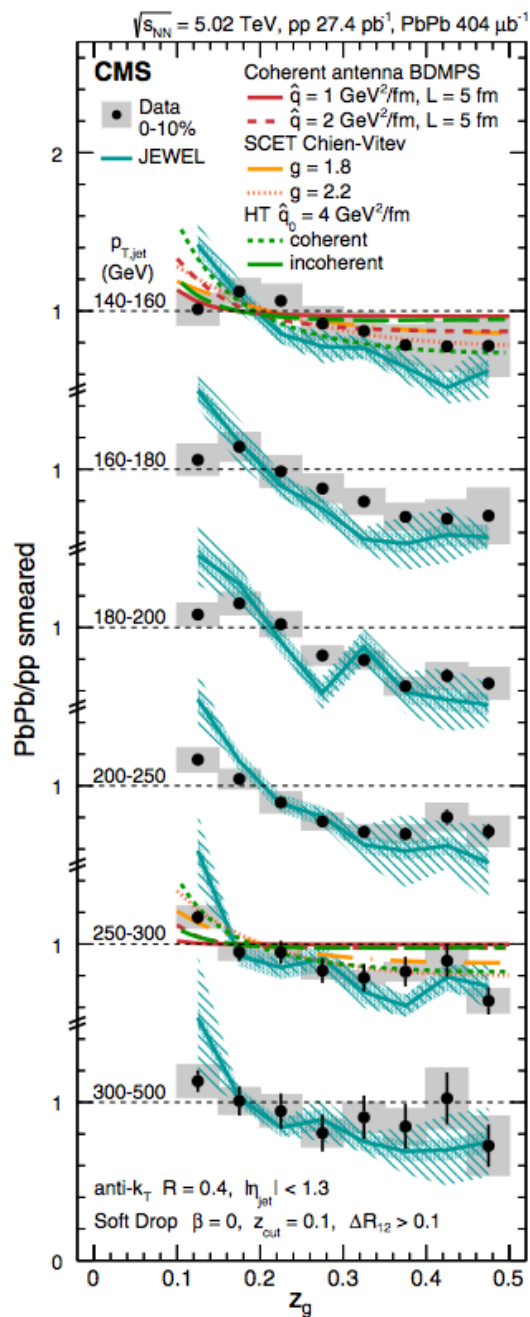 √sNN = 5.02 TeV, pp 27.4 pb⁻¹, PbPb 404 μb⁻¹
CMS
Data
0-10%
JEWEL
Coherent antenna BDMPS
q̂ = 1 GeV²/fm, L = 5 fm
q̂ = 2 GeV²/fm, L = 5 fm
SCET Chien-Vitev
g = 1.8
g = 2.2
HT q̂₀ = 4 GeV²/fm
coherent
incoherent
2
pT,jet
(GeV)
1 140-160
1 160-180
1 180-200
1 200-250
1 250-300
1 300-500
PbPb/pp smeared
anti-kT R = 0.4, |ηjet| < 1.3
Soft Drop β = 0, zcut = 0.1, ΔR₁₂ > 0.1
0
0 0.1 0.2 0.3 0.4 0.5
zg